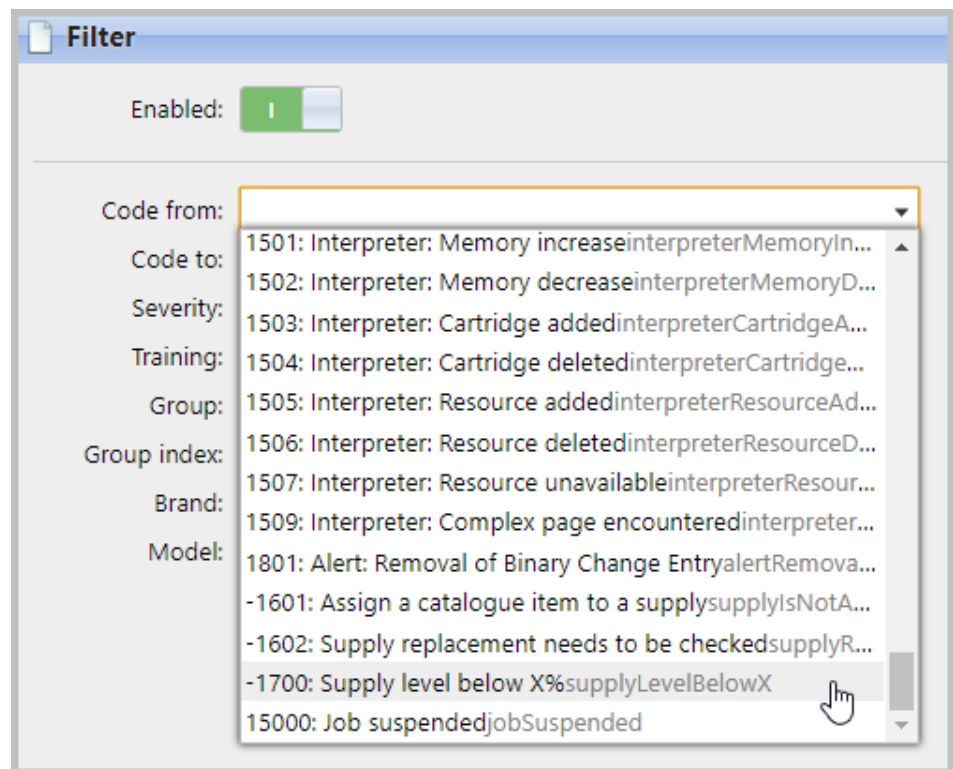 Filter
Enabled:
I
Code from:
Code to:
Severity:
Training:
Group:
Group index:
Brand:
Model:
1501: Interpreter: Memory increaseinterpreterMemoryIn...
1502: Interpreter: Memory decreaseinterpreterMemoryD...
1503: Interpreter: Cartridge addedinterpreterCartridgeA...
1504: Interpreter: Cartridge deletedinterpreterCartridge...
1505: Interpreter: Resource addedinterpreterResourceAd...
1506: Interpreter: Resource deletedinterpreterResourceD...
1507: Interpreter: Resource unavailableinterpreterResour...
1509: Interpreter: Complex page encounteredinterpreter...
1801: Alert: Removal of Binary Change EntryalertRemova...
-1601: Assign a catalogue item to a supplysupplyIsNotA...
-1602: Supply replacement needs to be checkedsupplyR...
-1700: Supply level below X%supplyLevelBelowX
15000: Job suspendedjobSuspended